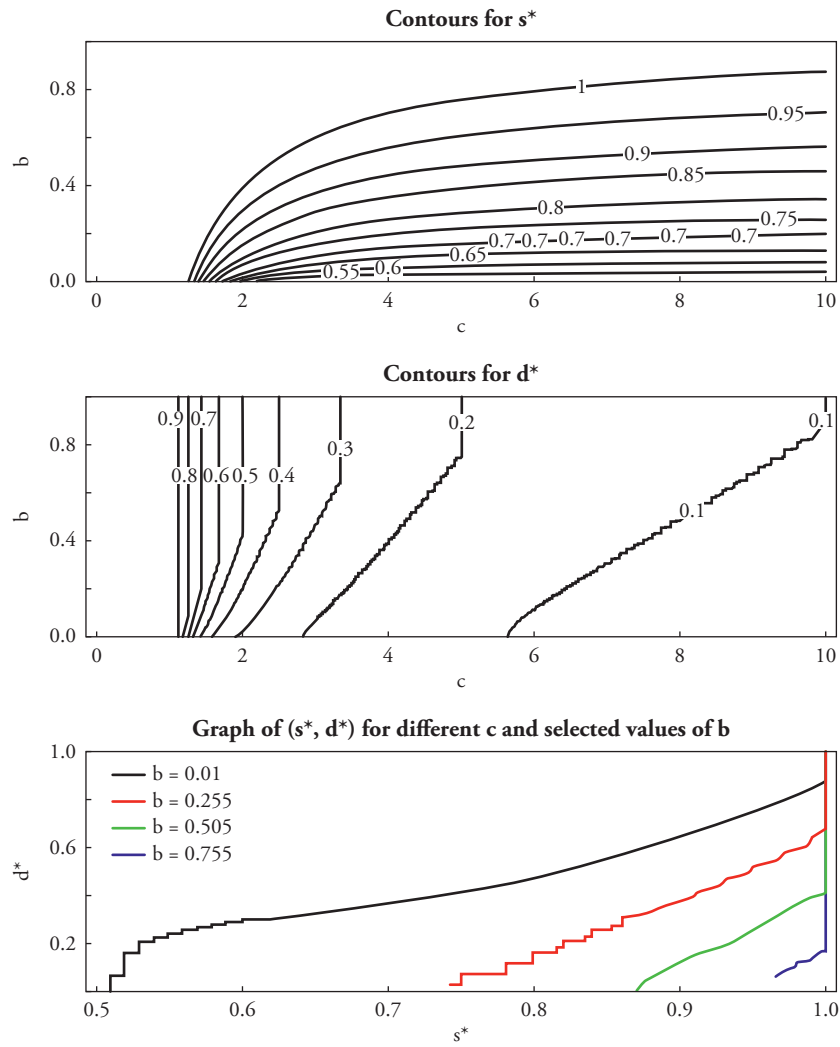 Contours for s*
b
0.8
0.4
0.0
1
0.95
0.9
0.85
0.8
0.75
0.7 0.7 0.7 0.7 0.7 0.7
0.65
0.6
0.55
0 2 4 6 8 10
c
Contours for d*
b
0.8
0.4
0.0
0.9 0.7
0.8 0.6 0.5 0.4
0.3
0.2
0.1
0.1
0 2 4 6 8 10
c
Graph of (s*, d*) for different c and selected values of b
d*
1.0
0.6
0.2
b = 0.01
b = 0.255
b = 0.505
b = 0.755
0.5 0.6 0.7 0.8 0.9 1.0
s*